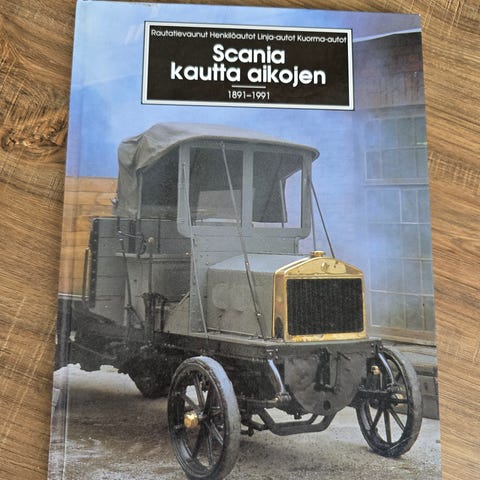 Rautatievaunut Henkilöautot Linja-autot Kuorma-autot
Scania
kautta aikojen
1891-1991